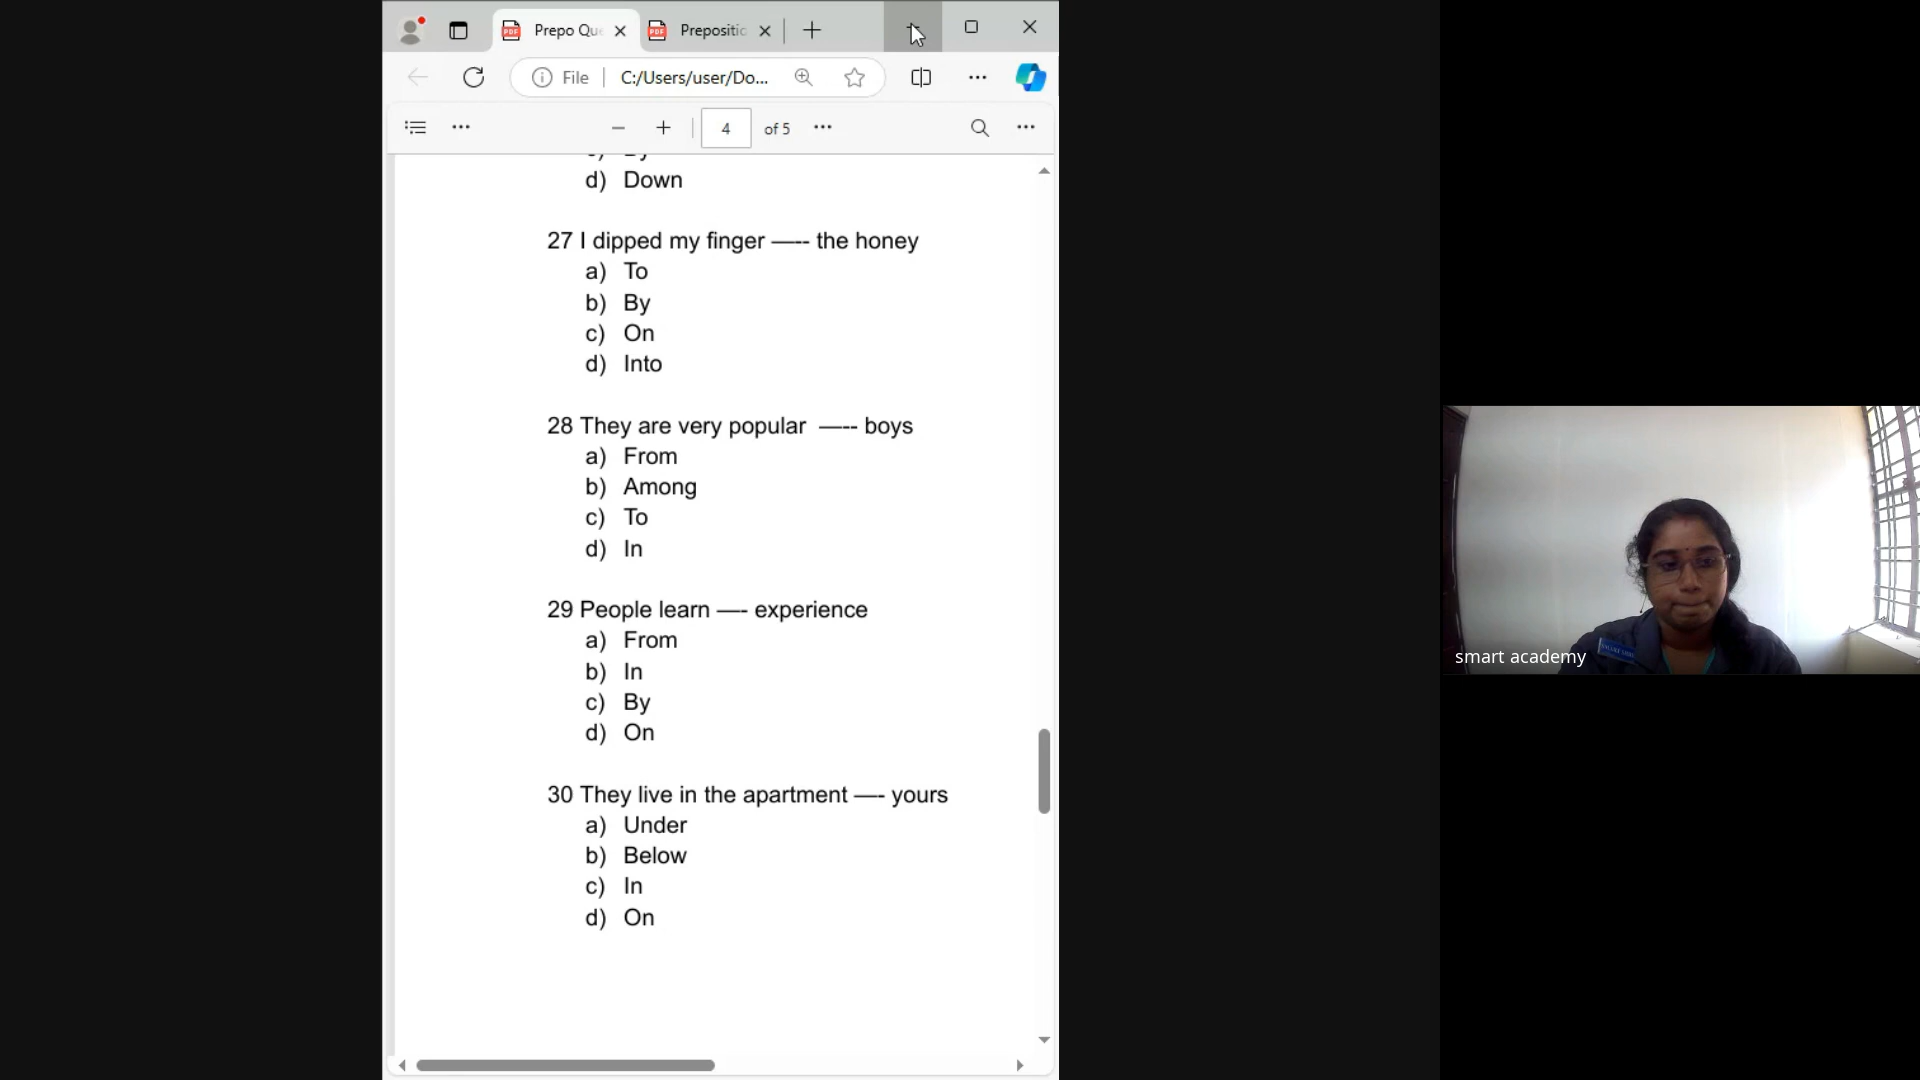 Prepo Qu
Prepositic
File
C:/Users/user/Do...
4 of 5
d) Down
27 I dipped my finger —-- the honey
a) To
b) By
c) On
d) Into
28 They are very popular —-- boys
a) From
b) Among
c) To
d) In
29 People learn —- experience
a) From
b) In
c) By
d) On
30 They live in the apartment —- yours
a) Under
b) Below
c) In
d) On
smart academy